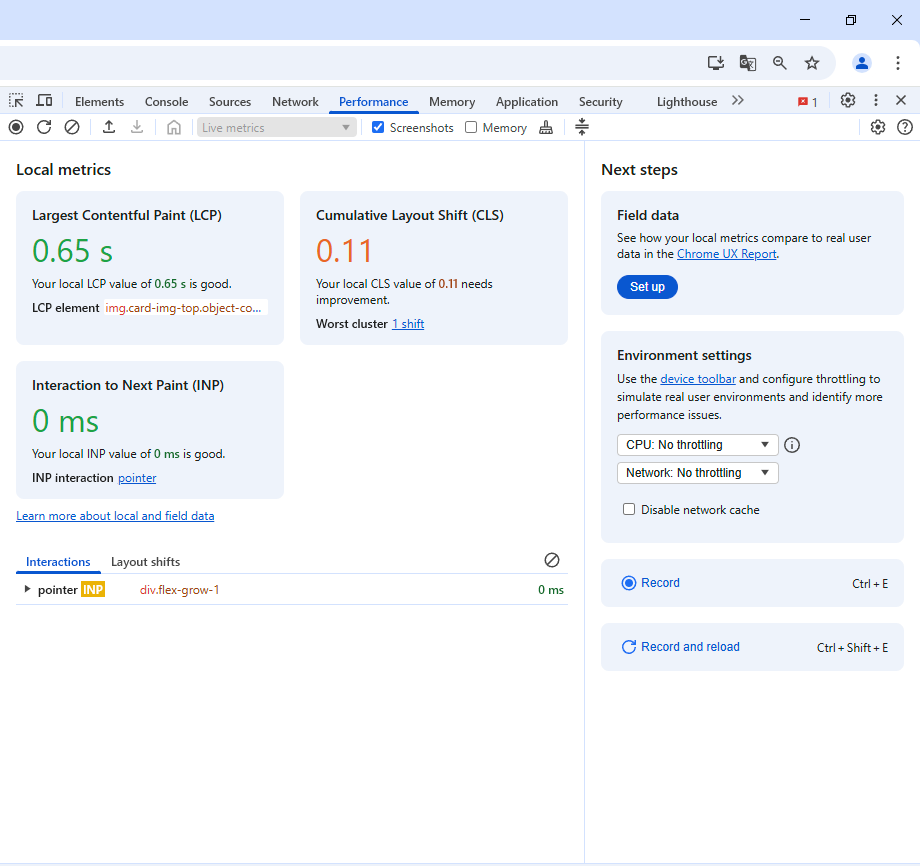 Elements Console Sources Network Performance Memory Application Security Lighthouse 1
Live metrics Screenshots Memory
Local metrics
Largest Contentful Paint (LCP)
0.65 s
Your local LCP value of 0.65 s is good.
LCP element img.card-img-top.object-co...
Cumulative Layout Shift (CLS)
0.11
Your local CLS value of 0.11 needs
improvement.
Worst cluster 1 shift
Interaction to Next Paint (INP)
0 ms
Your local INP value of 0 ms is good.
INP interaction pointer
Learn more about local and field data
Interactions Layout shifts
pointer INP div.flex-grow-1 0 ms
Next steps
Field data
See how your local metrics compare to real user
data in the Chrome UX Report.
Set up
Environment settings
Use the device toolbar and configure throttling to
simulate real user environments and identify more
performance issues.
CPU: No throttling
Network: No throttling
Disable network cache
Record Ctrl + E
Record and reload Ctrl + Shift + E